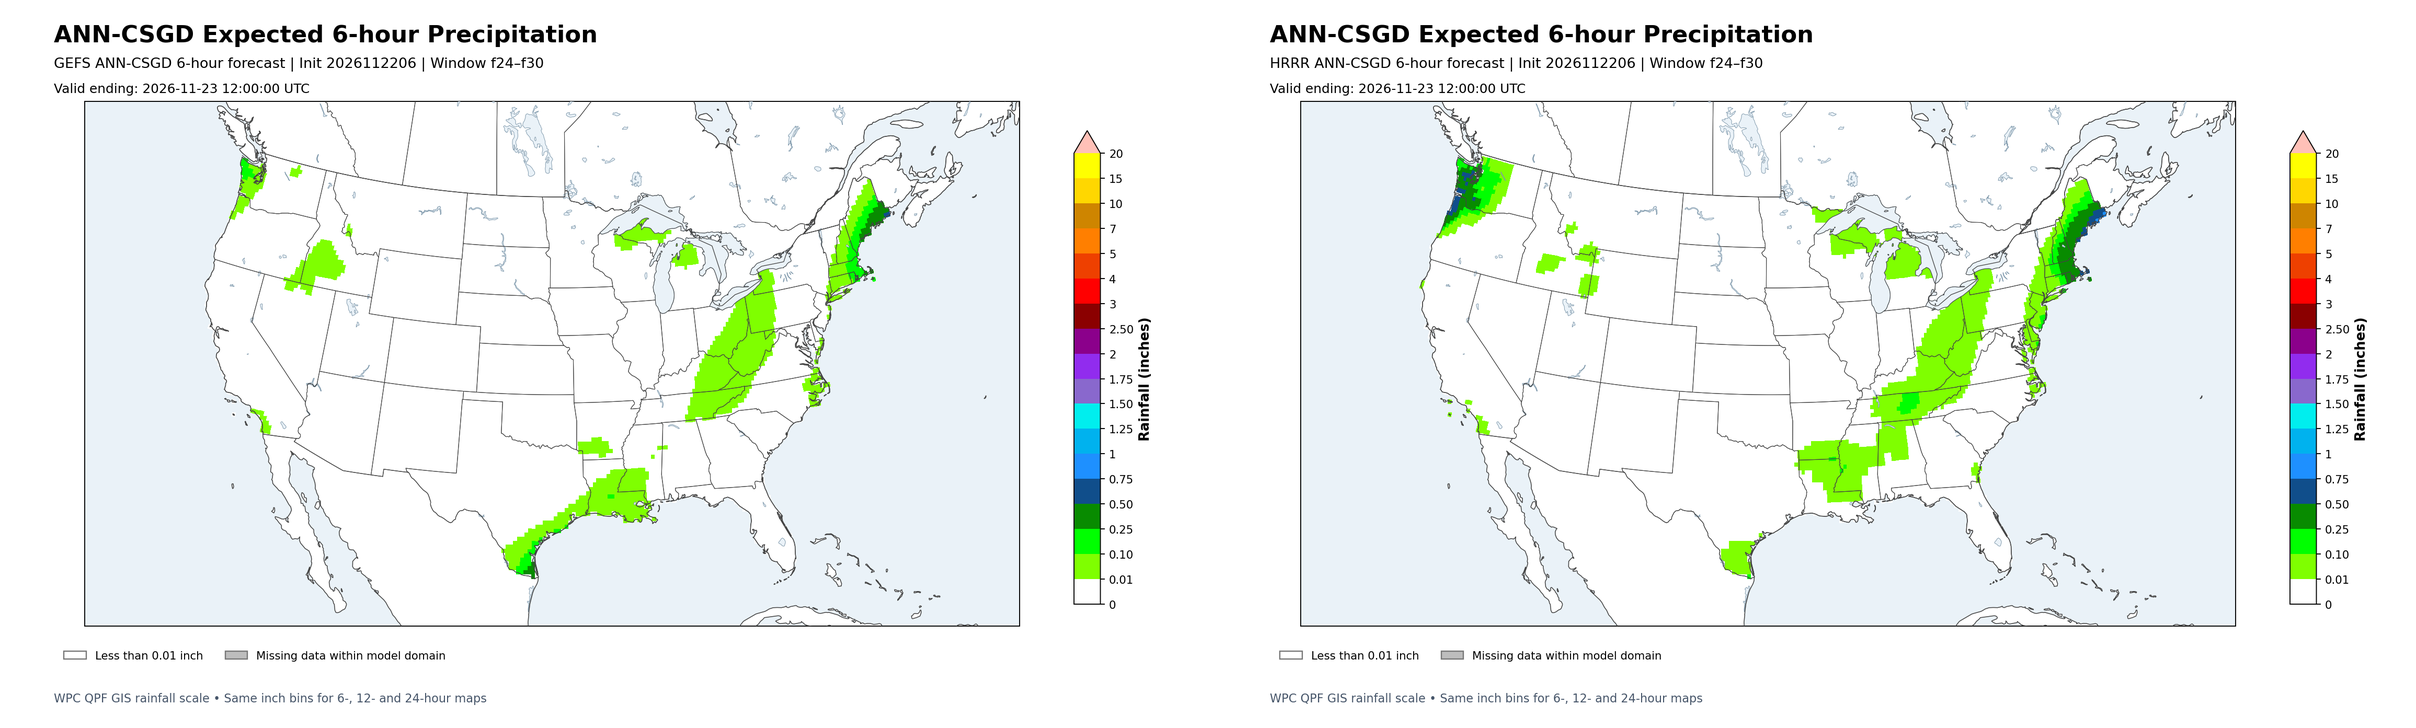 ANN-CSGD Expected 6-hour Precipitation
GEFS ANN-CSGD 6-hour forecast | Init 2026112206 | Window f24–f30
Valid ending: 2026-11-23 12:00:00 UTC
20
15
10
7
5
4
3
2.50
2
1.75
1.50
1.25
1
0.75
0.50
0.25
0.10
0.01
0
Rainfall (inches)
Less than 0.01 inch
Missing data within model domain
WPC QPF GIS rainfall scale • Same inch bins for 6-, 12- and 24-hour maps
ANN-CSGD Expected 6-hour Precipitation
HRRR ANN-CSGD 6-hour forecast | Init 2026112206 | Window f24–f30
Valid ending: 2026-11-23 12:00:00 UTC
20
15
10
7
5
4
3
2.50
2
1.75
1.50
1.25
1
0.75
0.50
0.25
0.10
0.01
0
Rainfall (inches)
Less than 0.01 inch
Missing data within model domain
WPC QPF GIS rainfall scale • Same inch bins for 6-, 12- and 24-hour maps